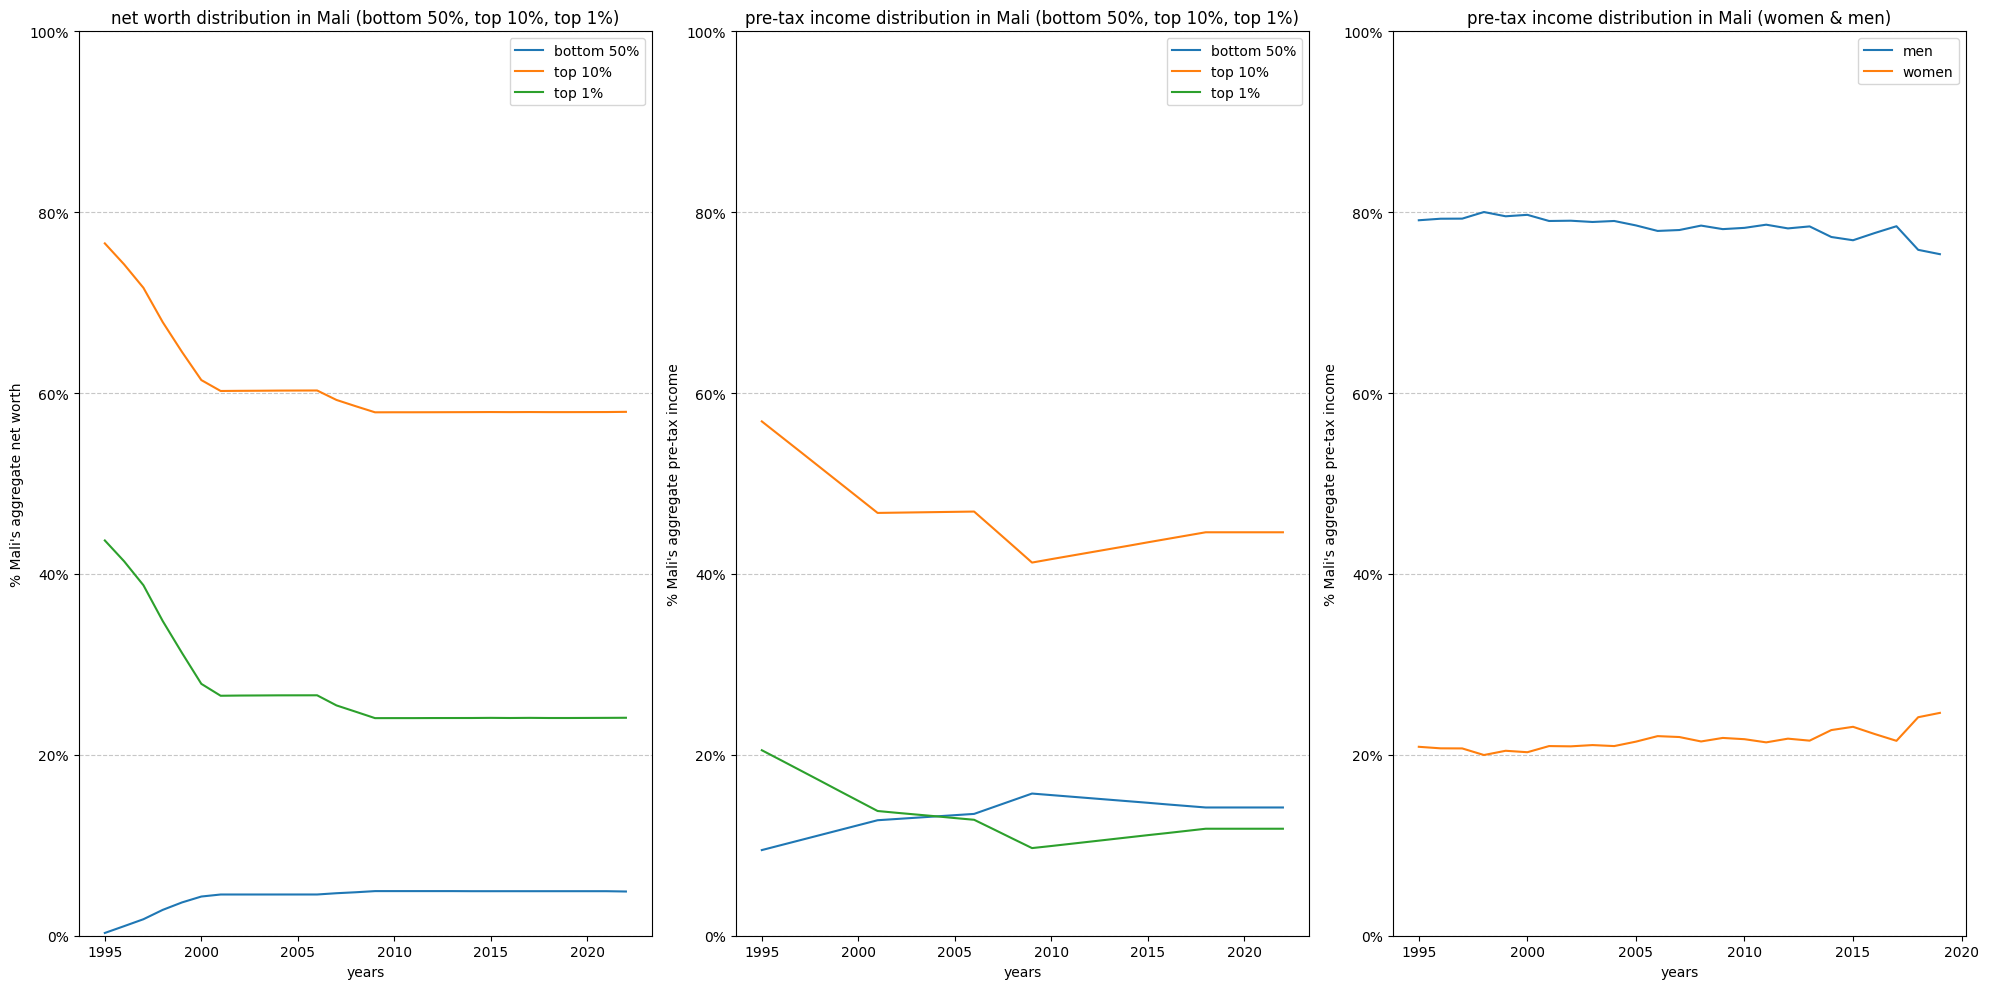 net worth distribution in Mali (bottom 50%, top 10%, top 1%)
100%
80%
60%
40%
20%
0%
% Mali's aggregate net worth
bottom 50%
top 10%
top 1%
1995
2000
2005
2010
2015
2020
years
pre-tax income distribution in Mali (bottom 50%, top 10%, top 1%)
100%
80%
60%
40%
20%
0%
% Mali's aggregate pre-tax income
bottom 50%
top 10%
top 1%
1995
2000
2005
2010
2015
2020
years
pre-tax income distribution in Mali (women & men)
100%
80%
60%
40%
20%
0%
% Mali's aggregate pre-tax income
men
women
1995
2000
2005
2010
2015
2020
years